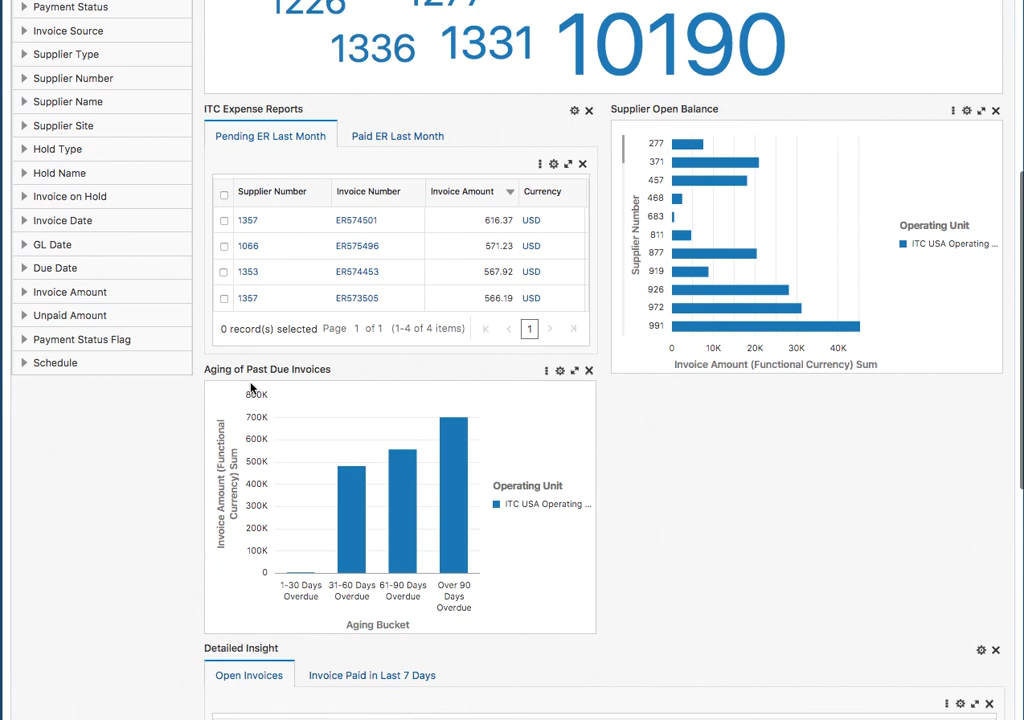 Payment Status
Invoice Source
Supplier Type
Supplier Number
Supplier Name
Supplier Site
Hold Type
Hold Name
Invoice on Hold
Invoice Date
GL Date
Due Date
Invoice Amount
Unpaid Amount
Payment Status Flag
Schedule
1226
1336 1331 10190
ITC Expense Reports
Pending ER Last Month Paid ER Last Month
Supplier Number Invoice Number Invoice Amount Currency
1357 ER574501 616.37 USD
1066 ER575496 571.23 USD
1353 ER574453 567.92 USD
1357 ER573505 566.19 USD
0 record(s) selected Page 1 of 1 (1-4 of 4 items) 1
Supplier Open Balance
Supplier Number
277
371
457
468
683
811
877
919
926
972
991
0 10K 20K 30K 40K
Invoice Amount (Functional Currency) Sum
Operating Unit
ITC USA Operating ...
Aging of Past Due Invoices
Invoice Amount (Functional
Currency) Sum
800K
700K
600K
500K
400K
300K
200K
100K
0
1-30 Days 31-60 Days 61-90 Days Over 90
Overdue Overdue Overdue Days
Overdue
Aging Bucket
Operating Unit
ITC USA Operating ...
Detailed Insight
Open Invoices Invoice Paid in Last 7 Days